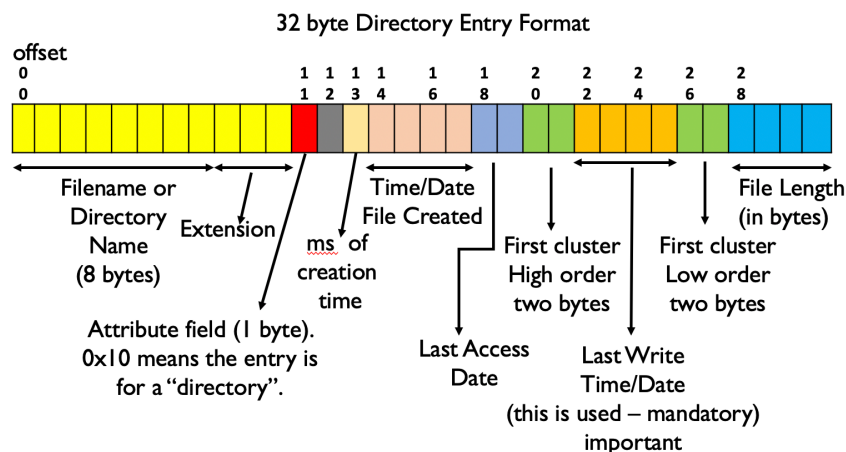 32 byte Directory Entry Format
offset
0 1 1 1 1 1 1 2 2 2 2 2
0 1 2 3 4 6 8 0 2 4 6 8
Filename or
Directory
Name
(8 bytes)
Extension
ms of
creation
time
Time/Date
File Created
First cluster
High order
two bytes
First cluster
Low order
two bytes
File Length
(in bytes)
Attribute field (1 byte).
0x10 means the entry is
for a “directory”.
Last Access
Date
Last Write
Time/Date
(this is used – mandatory)
important